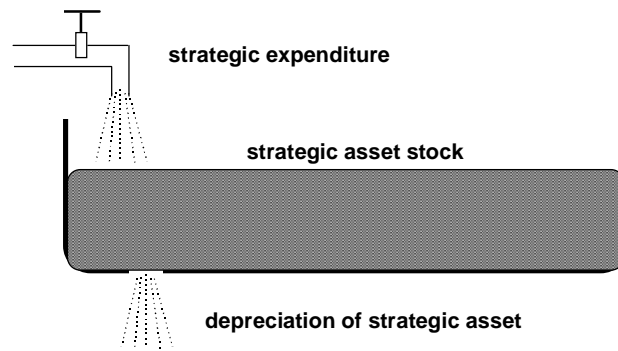 strategic expenditure
strategic asset stock
depreciation of strategic asset